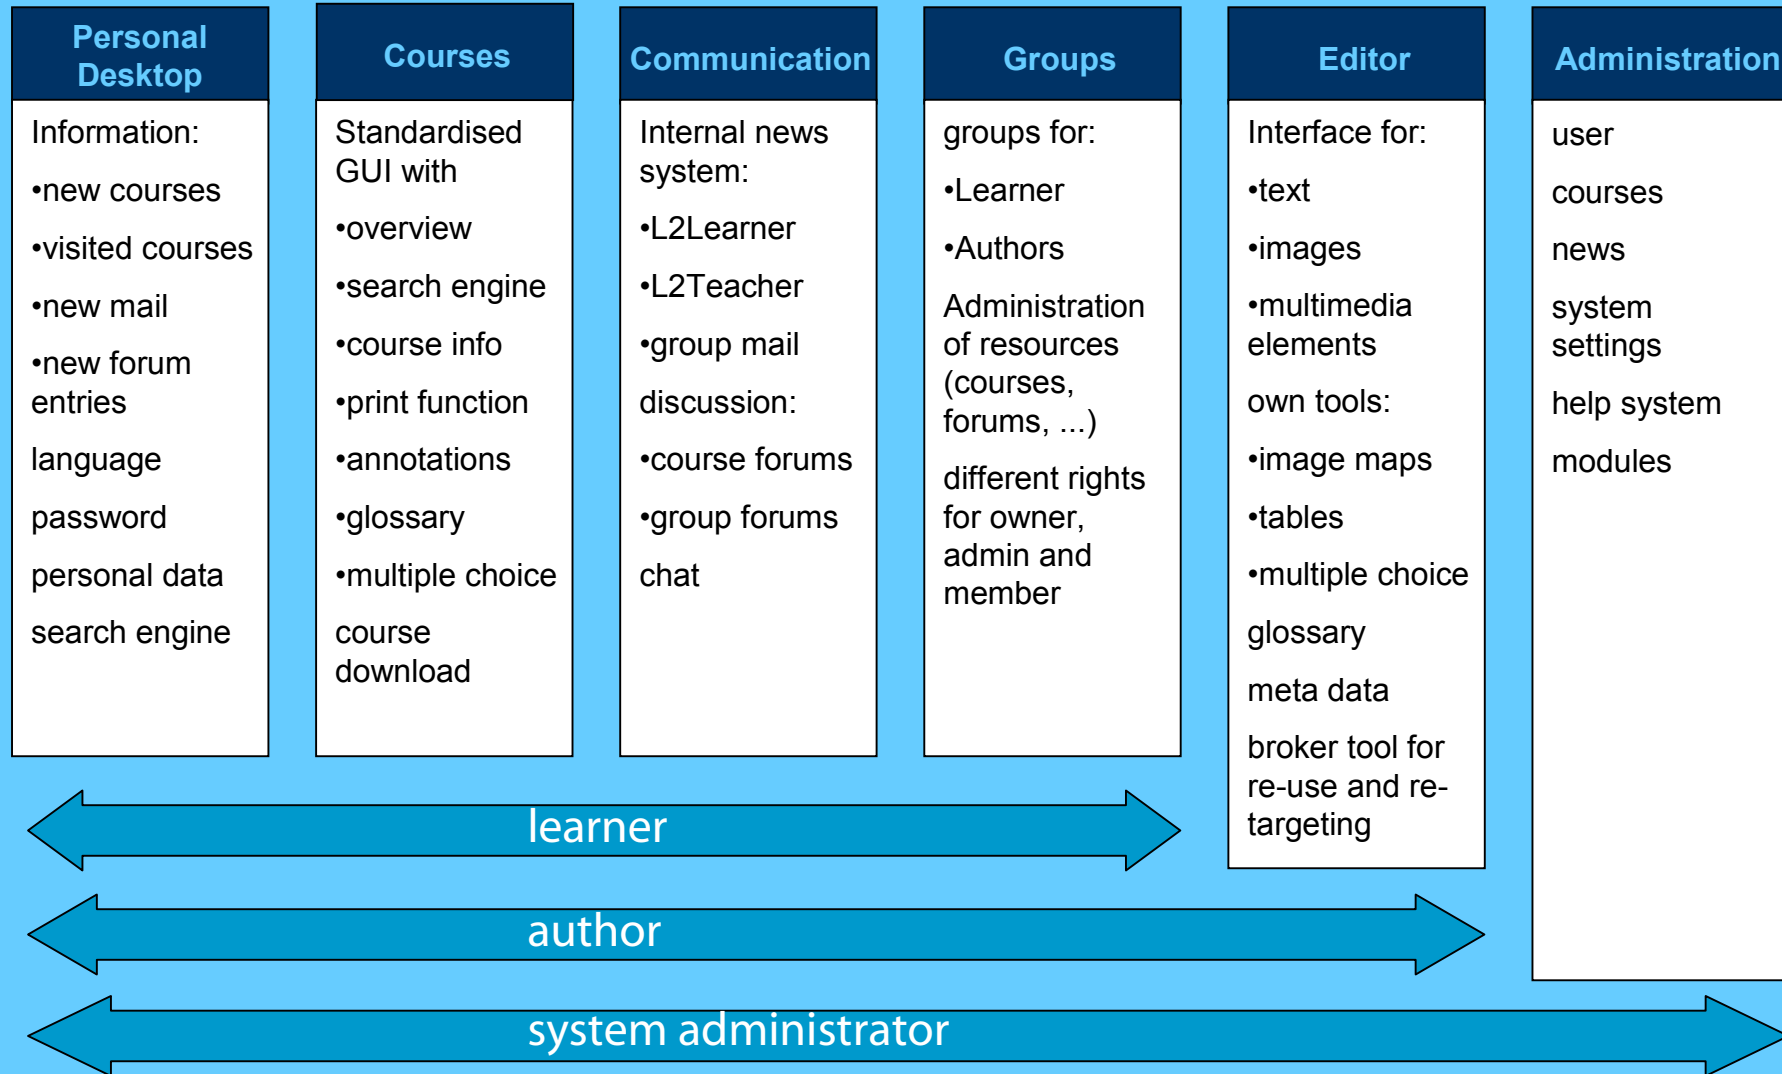 Personal
Desktop
Information:
•new courses
•visited courses
•new mail
•new forum
entries
language
password
personal data
search engine
Courses
Standardised
GUI with
•overview
•search engine
•course info
•print function
•annotations
•glossary
•multiple choice
course
download
Communication
Internal news
system:
•L2Learner
•L2Teacher
•group mail
discussion:
•course forums
•group forums
chat
Groups
groups for:
•Learner
•Authors
Administration
of resources
(courses,
forums, ...)
different rights
for owner,
admin and
member
Editor
Interface for:
•text
•images
•multimedia
elements
own tools:
•image maps
•tables
•multiple choice
glossary
meta data
broker tool for
re-use and re-
targeting
Administration
user
courses
news
system
settings
help system
modules
learner
author
system administrator